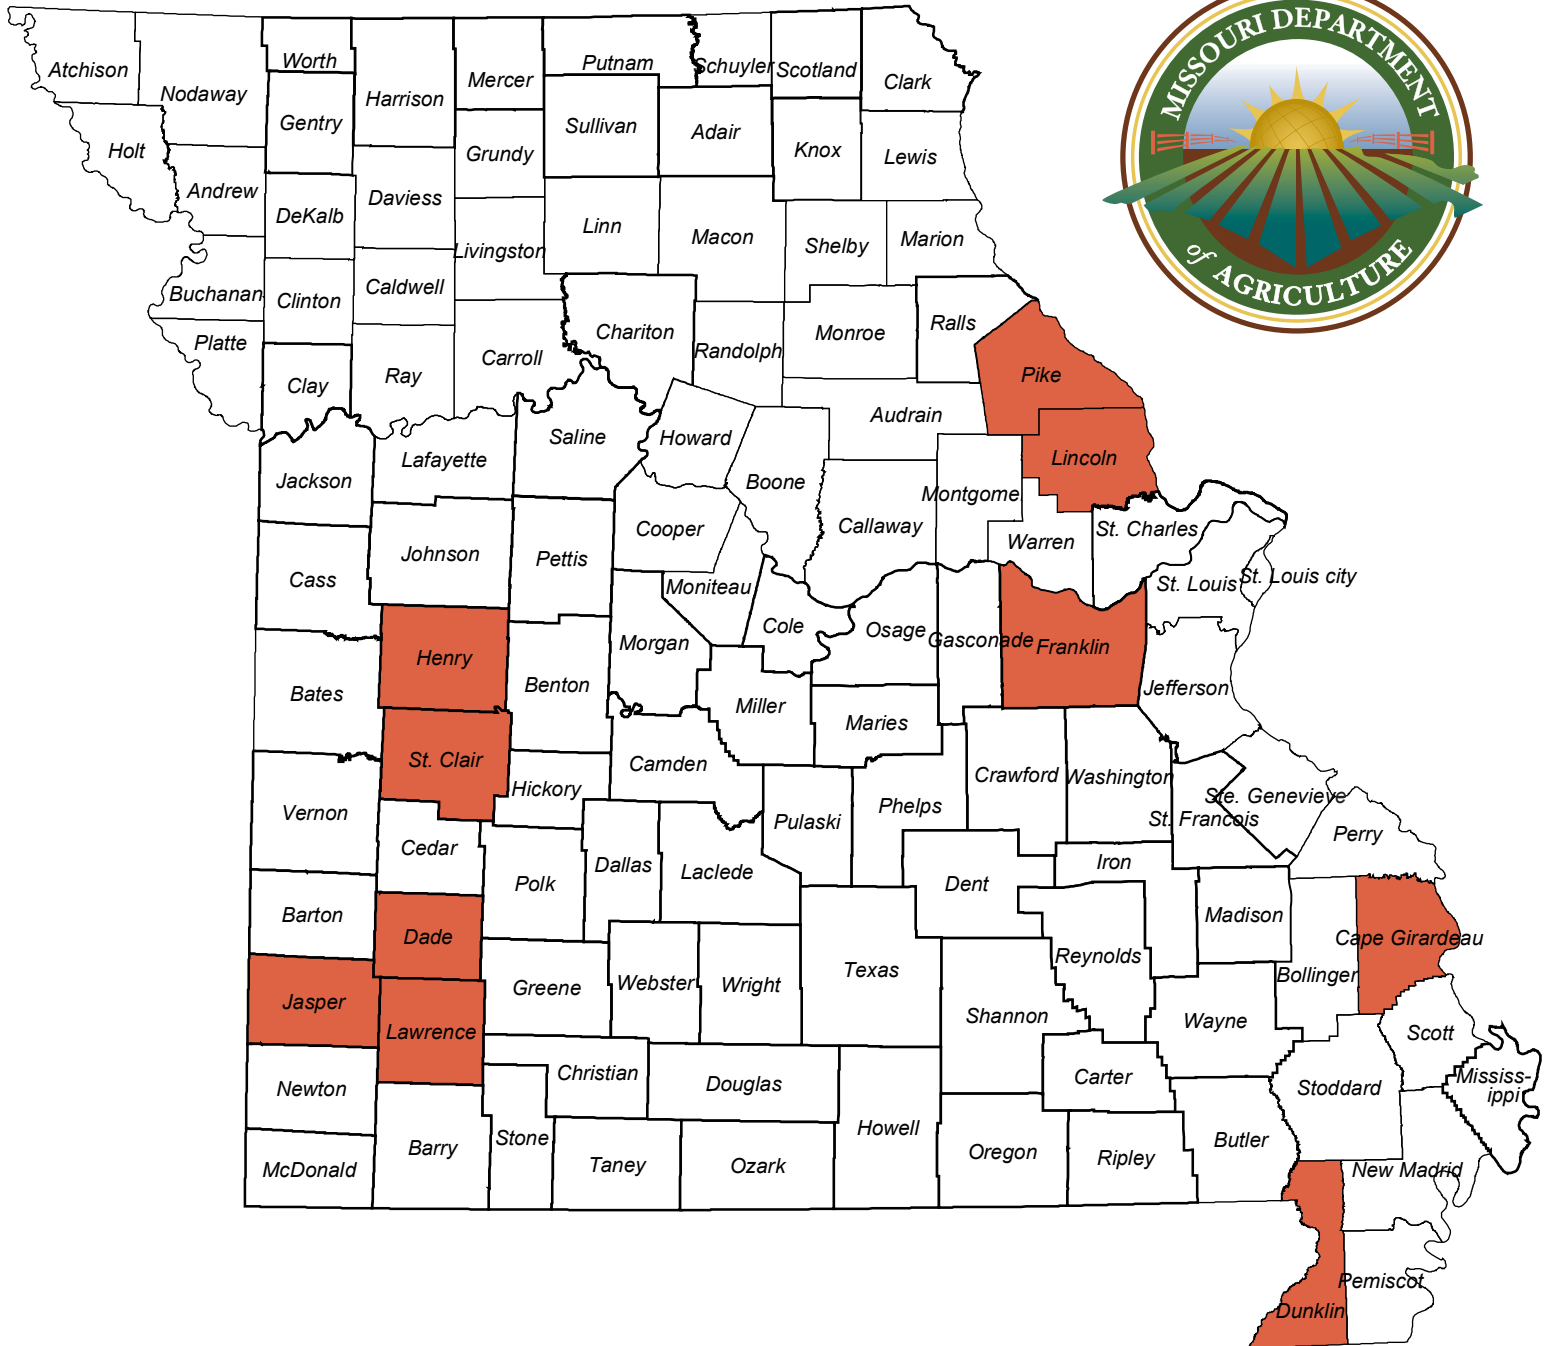 MISSOURI DEPARTMENT
of AGRICULTURE
Atchison
Nodaway
Worth
Harrison
Mercer
Putnam
Schuyler
Scotland
Clark
Holt
Andrew
Gentry
Grundy
Sullivan
Adair
Knox
Lewis
DeKalb
Daviess
Livingston
Linn
Macon
Shelby
Marion
Buchanan
Clinton
Caldwell
Chariton
Randolph
Monroe
Ralls
Platte
Clay
Ray
Carroll
Pike
Saline
Howard
Audrain
Lincoln
Jackson
Lafayette
Boone
Montgome
Cooper
Callaway
Warren
St. Charles
Johnson
Pettis
Cass
Moniteau
St. Louis
St. Louis city
Cole
Osage
Gasconade
Franklin
Henry
Morgan
Benton
Bates
Miller
Maries
Jefferson
St. Clair
Camden
Hickory
Crawford
Washington
Ste. Genevieve
Vernon
Pulaski
Phelps
St. Francois
Perry
Cedar
Dallas
Laclede
Iron
Polk
Dent
Barton
Madison
Dade
Cape Girardeau
Reynolds
Texas
Bollinger
Greene
Webster
Wright
Jasper
Lawrence
Shannon
Wayne
Scott
Newton
Christian
Douglas
Carter
Stoddard
Mississ-
ippi
Howell
Barry
Stone
Butler
Oregon
Ripley
McDonald
Taney
Ozark
New Madrid
Pemiscot
Dunklin